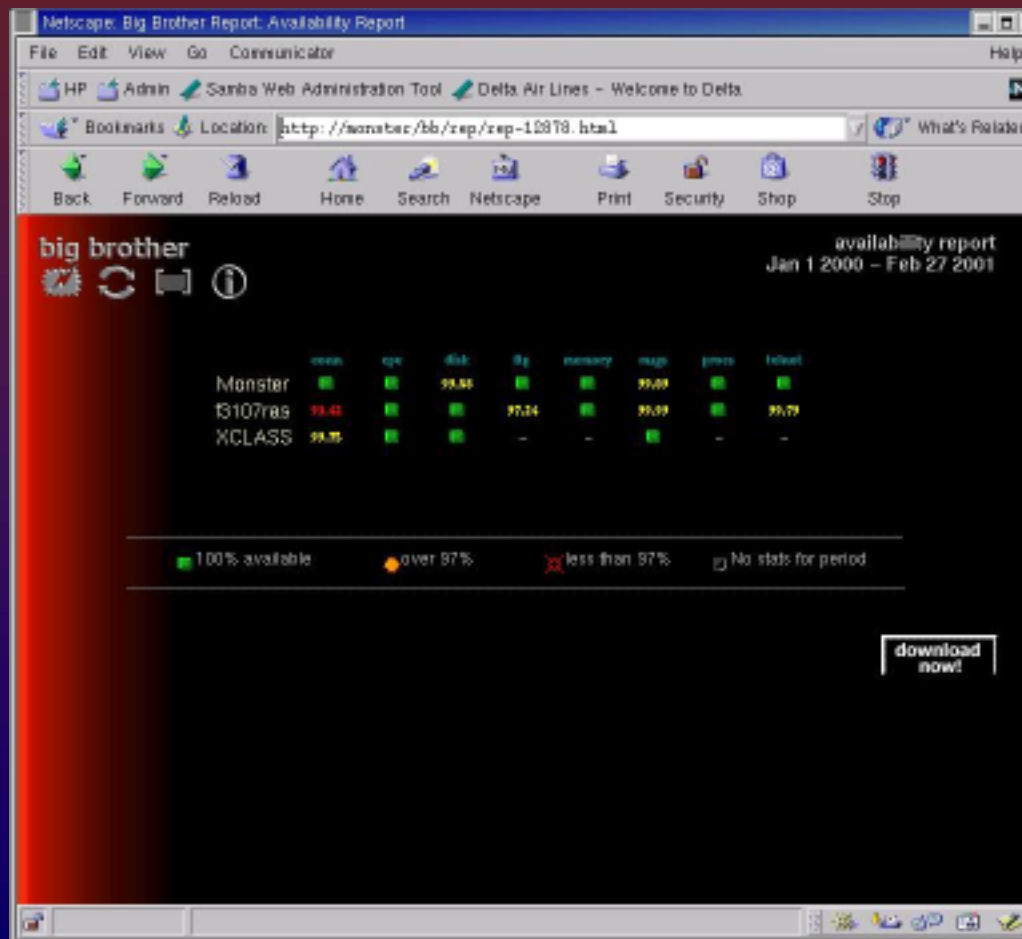 Netscape: Big Brother Report: Availability Report
File Edit View Go Communicator Help
HP Admin Samba Web Administration Tool Delta Air Lines - Welcome to Delta
Bookmarks Location: http://monster/bb/rep/rep-12878.html What's Related
Back Forward Reload Home Search Netscape Print Security Shop Stop
big brother
availability report
Jan 1 2000 - Feb 27 2001
conn cpu disk ftp memory msgs procs telnet
Monster
f3107ras 97.24 99.79
XCLASS - - - -
100% available over 97% less than 97% No stats for period
download
now!